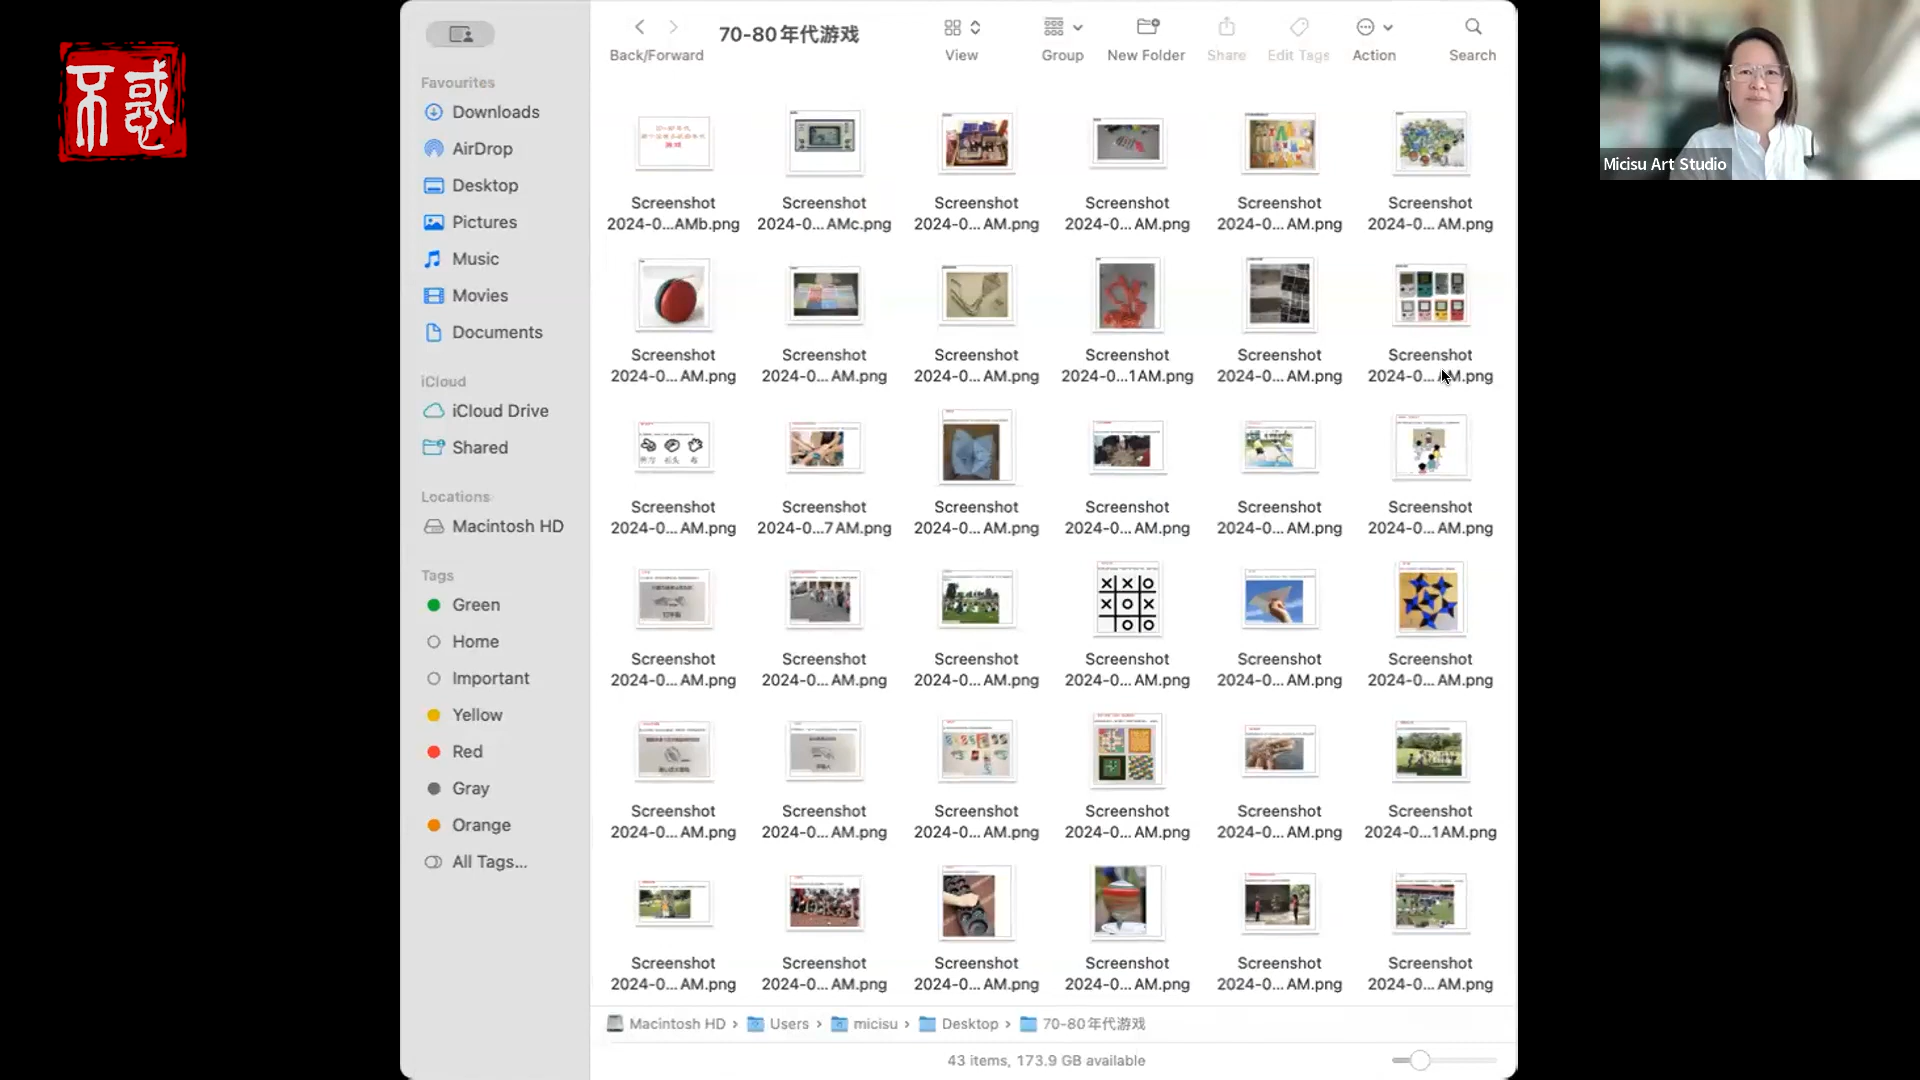 不惑
Back/Forward
70-80年代游戏
View
Group
New Folder
Share
Edit Tags
Action
Search
Micisu Art Studio
Favourites
Downloads
AirDrop
Desktop
Pictures
Music
Movies
Documents
iCloud
iCloud Drive
Shared
Locations
Macintosh HD
Tags
Green
Home
Important
Yellow
Red
Gray
Orange
All Tags...
Screenshot Screenshot Screenshot Screenshot Screenshot Screenshot
2024-0...AMb.png 2024-0...AMc.png 2024-0... AM.png 2024-0... AM.png 2024-0... AM.png 2024-0... AM.png
Screenshot Screenshot Screenshot Screenshot Screenshot Screenshot
2024-0... AM.png 2024-0... AM.png 2024-0... AM.png 2024-0...1AM.png 2024-0... AM.png 2024-0... AM.png
Screenshot Screenshot Screenshot Screenshot Screenshot Screenshot
2024-0... AM.png 2024-0...7AM.png 2024-0... AM.png 2024-0... AM.png 2024-0... AM.png 2024-0... AM.png
Screenshot Screenshot Screenshot Screenshot Screenshot Screenshot
2024-0... AM.png 2024-0... AM.png 2024-0... AM.png 2024-0... AM.png 2024-0... AM.png 2024-0... AM.png
Screenshot Screenshot Screenshot Screenshot Screenshot Screenshot
2024-0... AM.png 2024-0... AM.png 2024-0... AM.png 2024-0... AM.png 2024-0... AM.png 2024-0...1AM.png
Screenshot Screenshot Screenshot Screenshot Screenshot Screenshot
2024-0... AM.png 2024-0... AM.png 2024-0... AM.png 2024-0... AM.png 2024-0... AM.png 2024-0... AM.png
Macintosh HD › Users › micisu › Desktop › 70-80年代游戏
43 items, 173.9 GB available